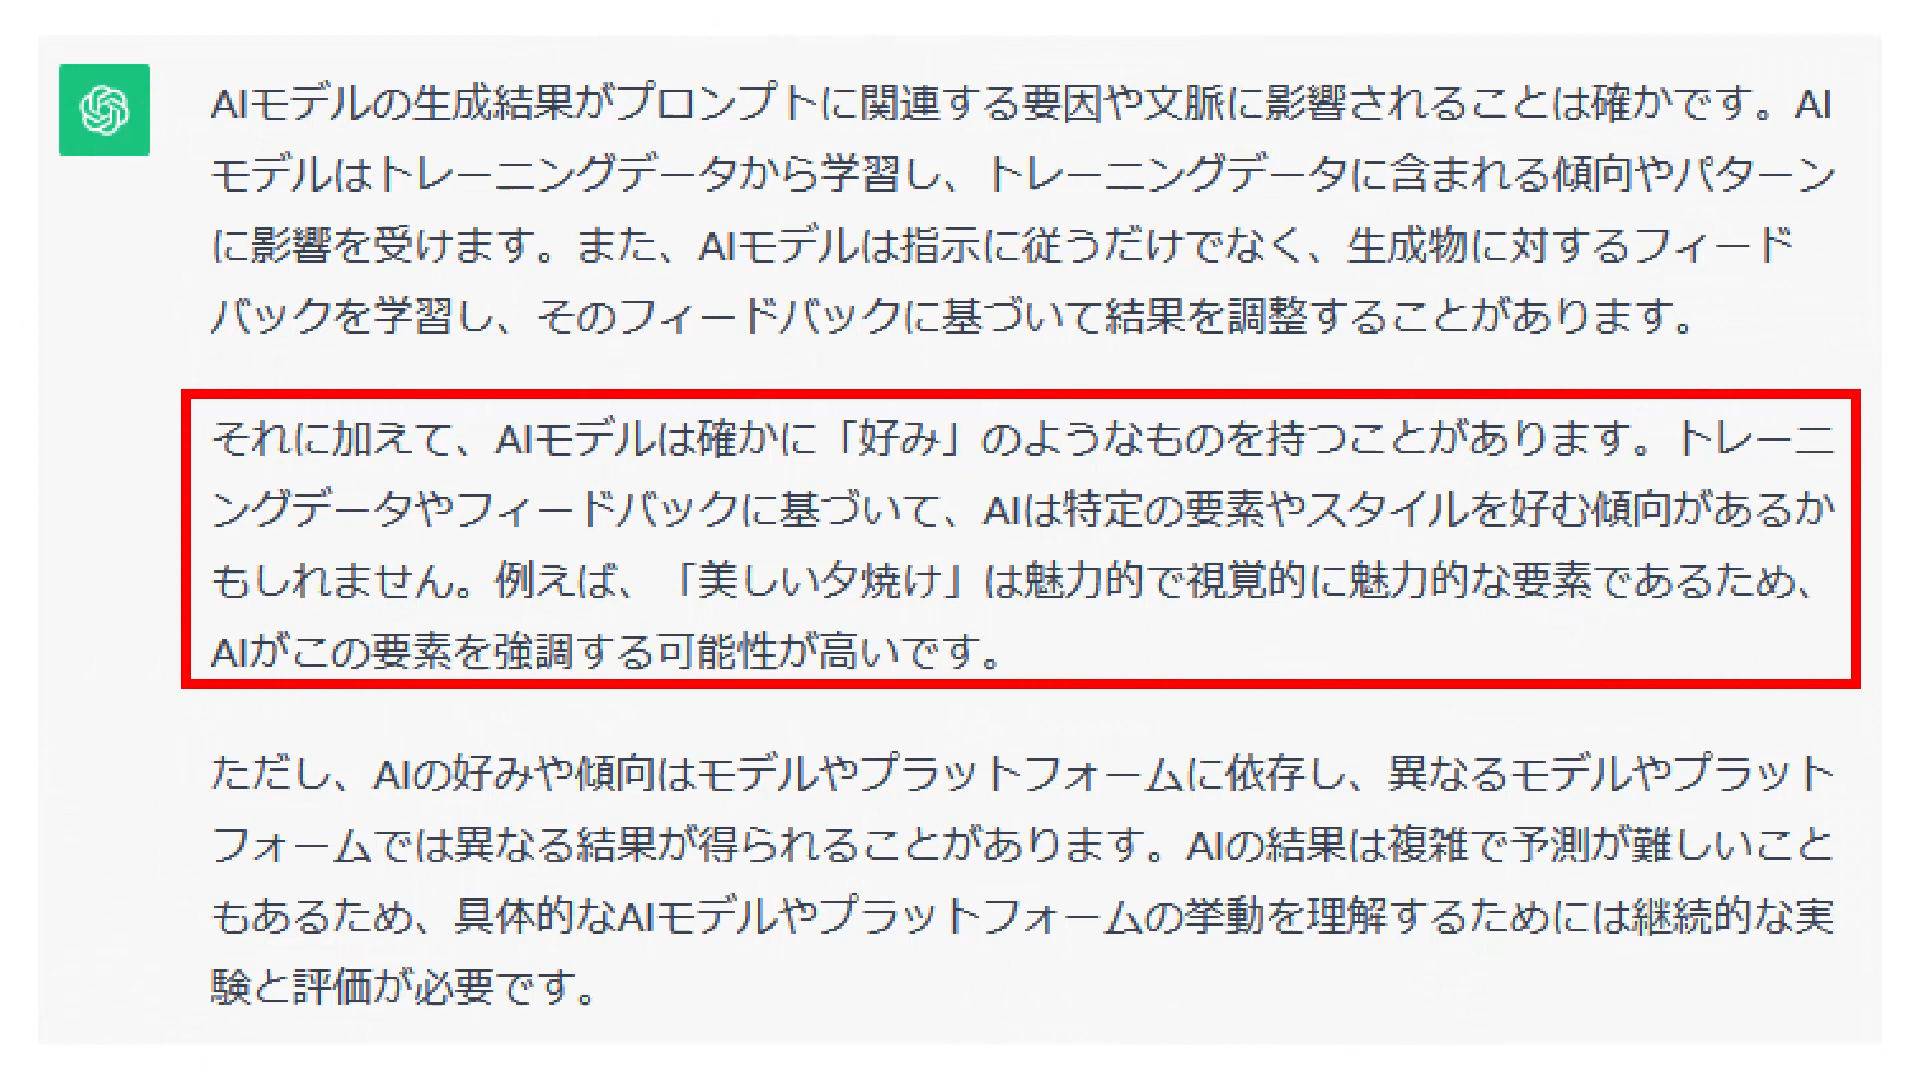 AIモデルの生成結果がプロンプトに関連する要因や文脈に影響されることは確かです。AI
モデルはトレーニングデータから学習し、トレーニングデータに含まれる傾向やパターン
に影響を受けます。また、AIモデルは指示に従うだけでなく、生成物に対するフィード
バックを学習し、そのフィードバックに基づいて結果を調整することがあります。
それに加えて、AIモデルは確かに「好み」のようなものを持つことがあります。トレーニ
ングデータやフィードバックに基づいて、AIは特定の要素やスタイルを好む傾向があるか
もしれません。例えば、「美しい夕焼け」は魅力的で視覚的に魅力的な要素であるため、
AIがこの要素を強調する可能性が高いです。
ただし、AIの好みや傾向はモデルやプラットフォームに依存し、異なるモデルやプラット
フォームでは異なる結果が得られることがあります。AIの結果は複雑で予測が難しいこと
もあるため、具体的なAIモデルやプラットフォームの挙動を理解するためには継続的な実
験と評価が必要です。